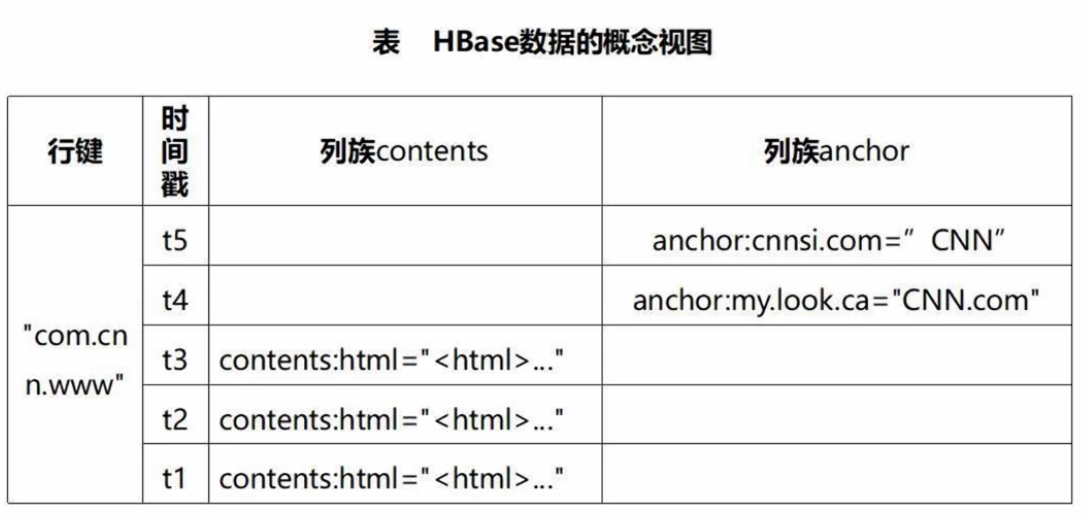 表 HBase数据的概念视图
行键 时间戳 列族contents 列族anchor
"com.cnn.www"
t5 anchor:cnnsi.com=” CNN”
t4 anchor:my.look.ca="CNN.com"
t3 contents:html="<html>..."
t2 contents:html="<html>..."
t1 contents:html="<html>..."